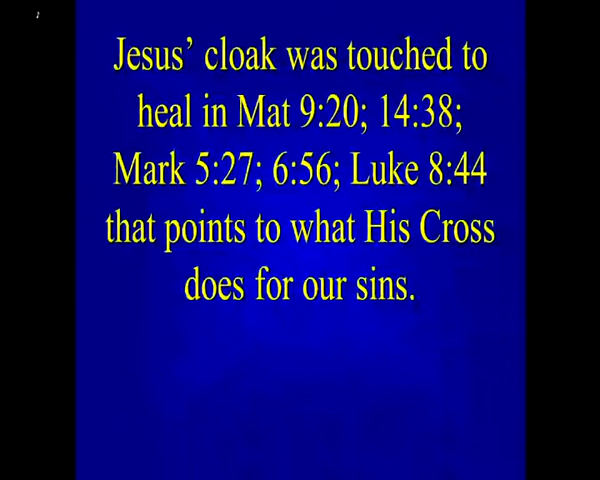 Jesus’ cloak was touched to
heal in Mat 9:20; 14:38;
Mark 5:27; 6:56; Luke 8:44
that points to what His Cross
does for our sins.